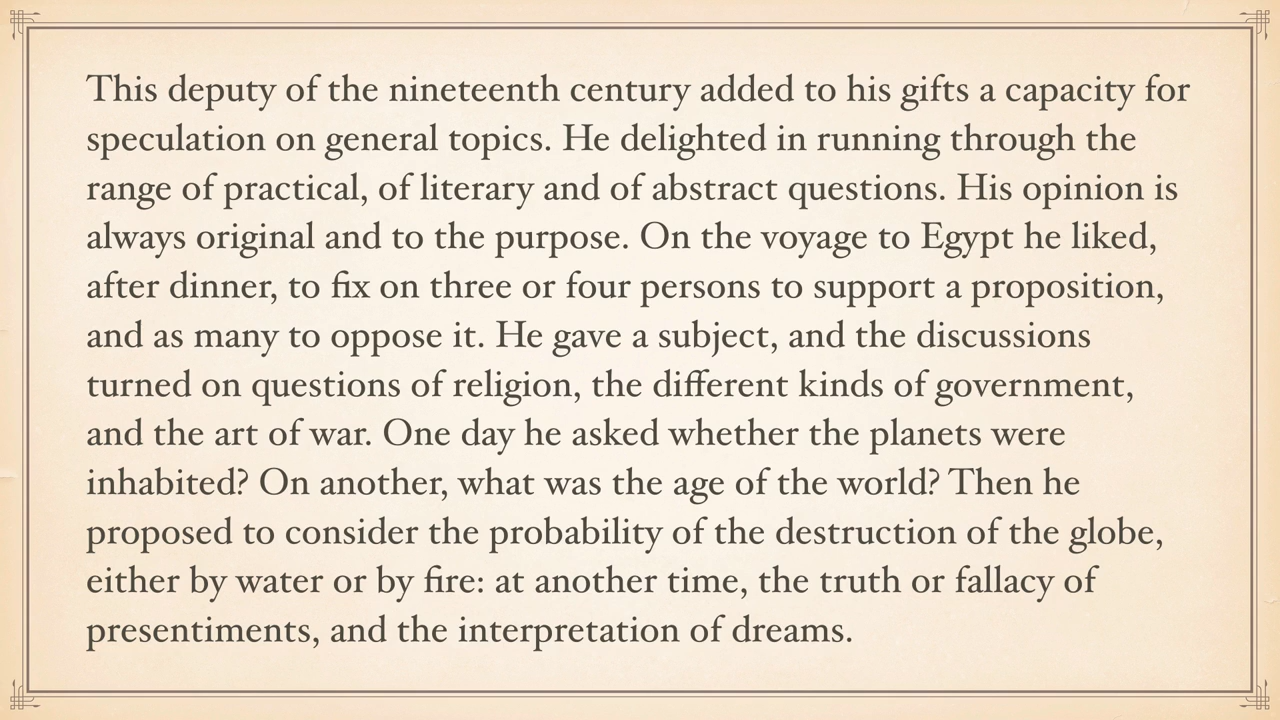 This deputy of the nineteenth century added to his gifts a capacity for
speculation on general topics. He delighted in running through the
range of practical, of literary and of abstract questions. His opinion is
always original and to the purpose. On the voyage to Egypt he liked,
after dinner, to fix on three or four persons to support a proposition,
and as many to oppose it. He gave a subject, and the discussions
turned on questions of religion, the different kinds of government,
and the art of war. One day he asked whether the planets were
inhabited? On another, what was the age of the world? Then he
proposed to consider the probability of the destruction of the globe,
either by water or by fire: at another time, the truth or fallacy of
presentiments, and the interpretation of dreams.